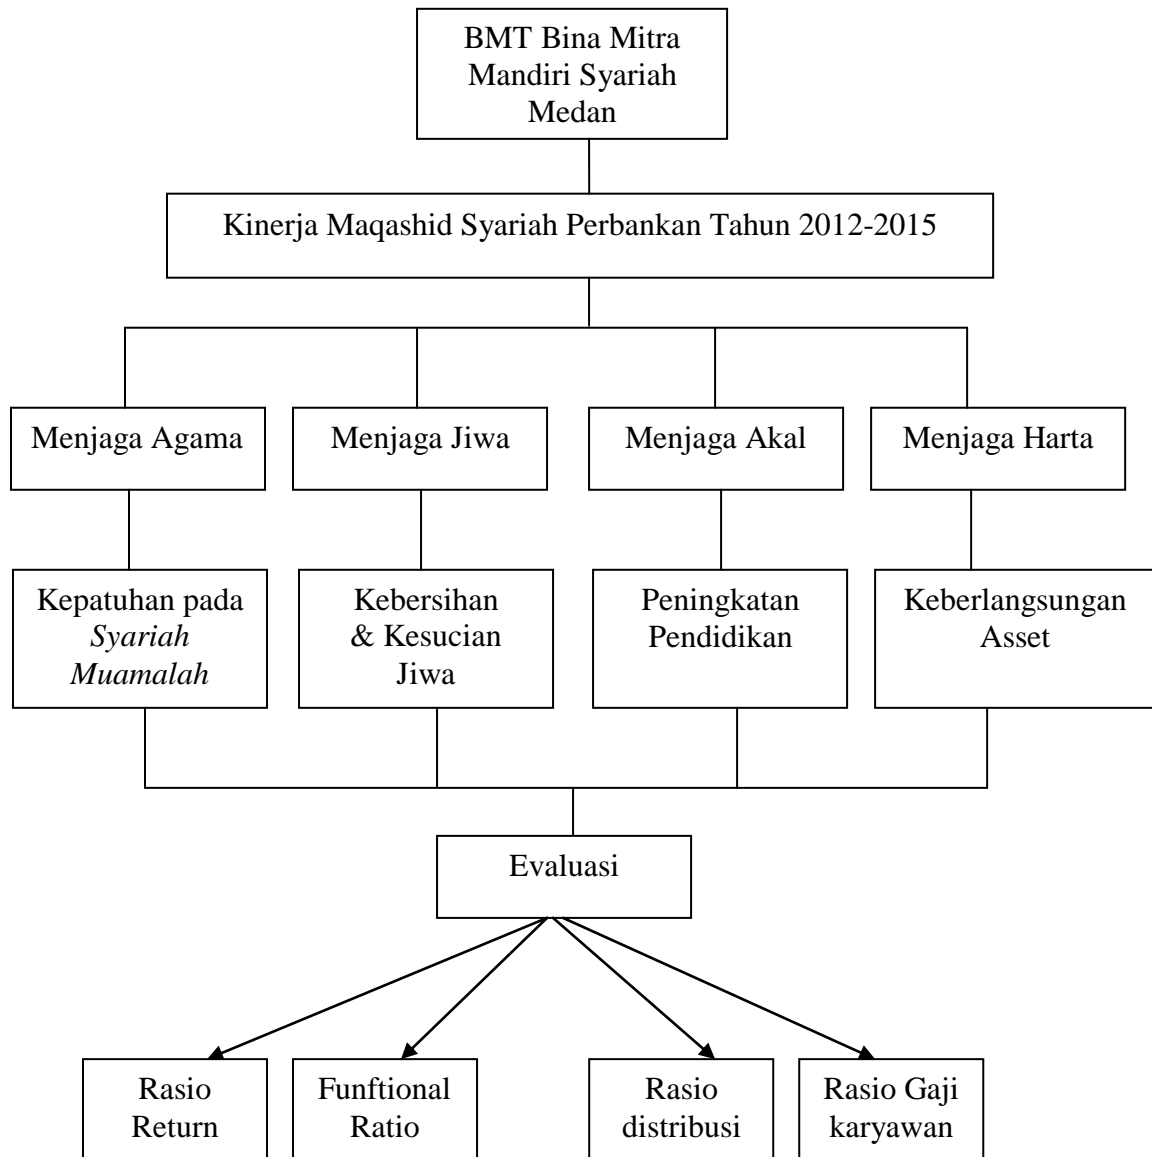 BMT Bina Mitra
Mandiri Syariah
Medan
Kinerja Maqashid Syariah Perbankan Tahun 2012-2015
Menjaga Agama
Menjaga Jiwa
Menjaga Akal
Menjaga Harta
Kepatuhan pada
Syariah
Muamalah
Kebersihan
& Kesucian
Jiwa
Peningkatan
Pendidikan
Keberlangsungan
Asset
Evaluasi
Rasio
Return
Funftional
Ratio
Rasio
distribusi
Rasio Gaji
karyawan